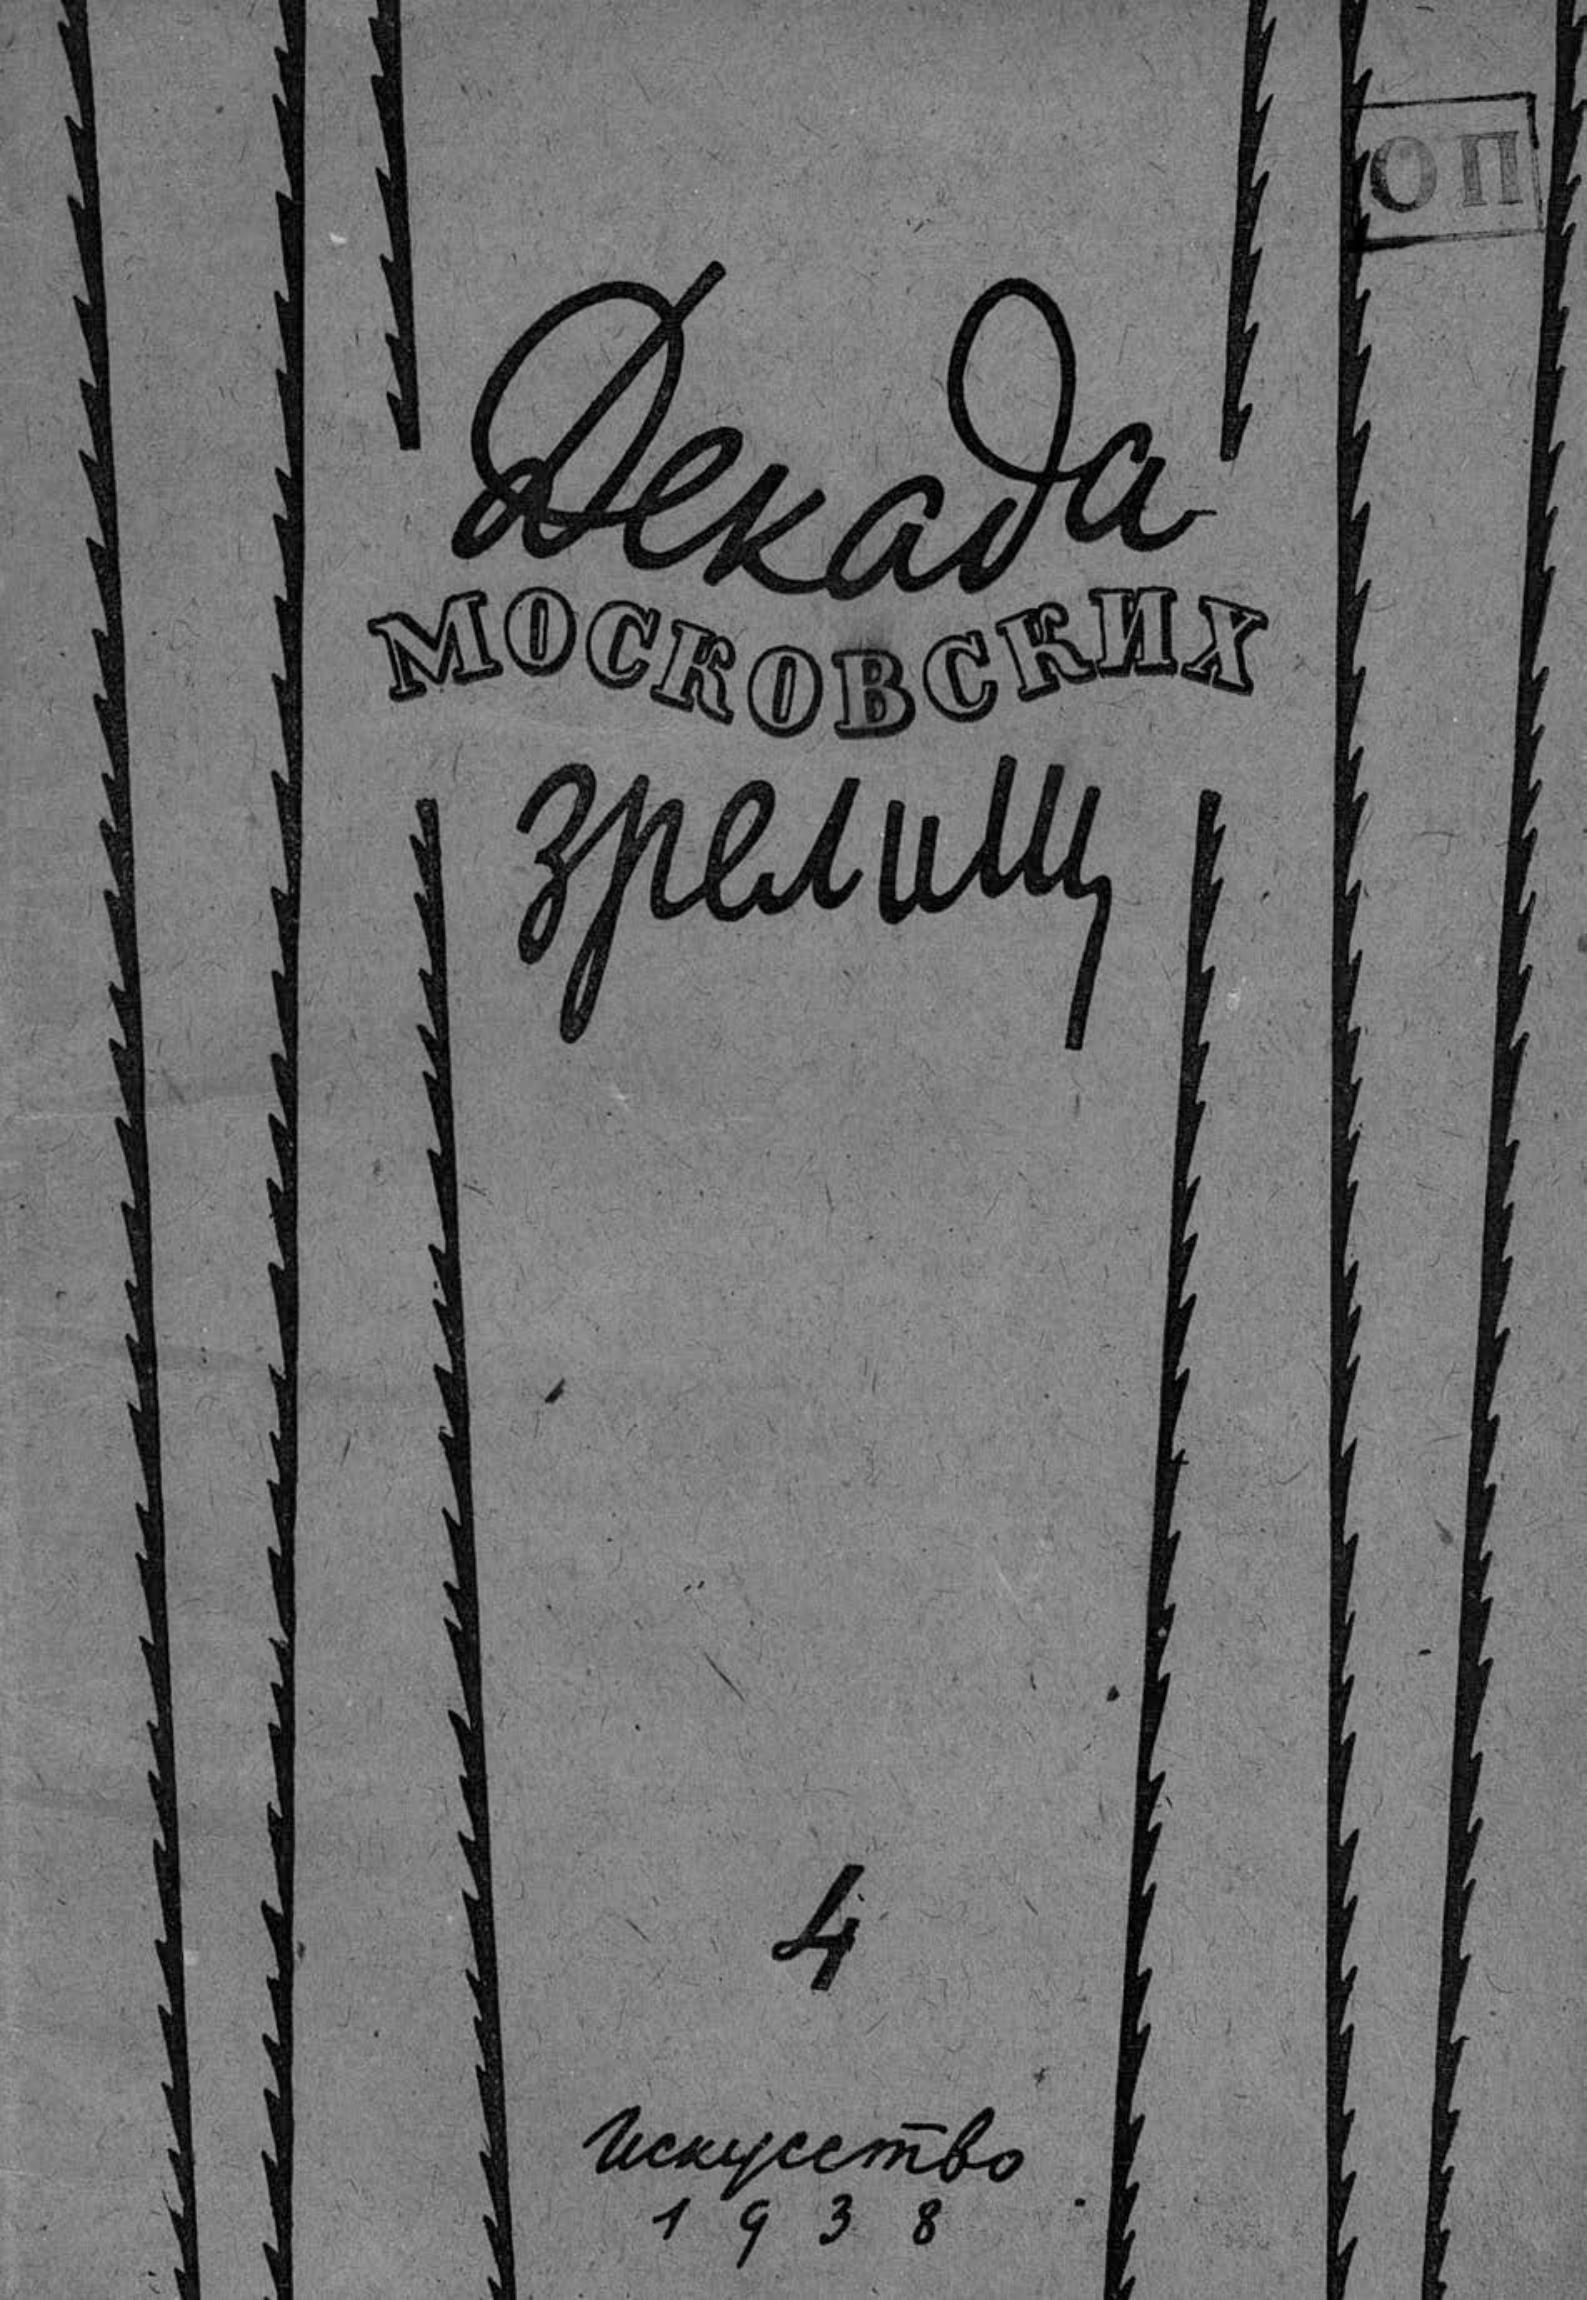 ОП
Декада
МОСКОВСКИХ
зрелищ
4
Искусство
1938